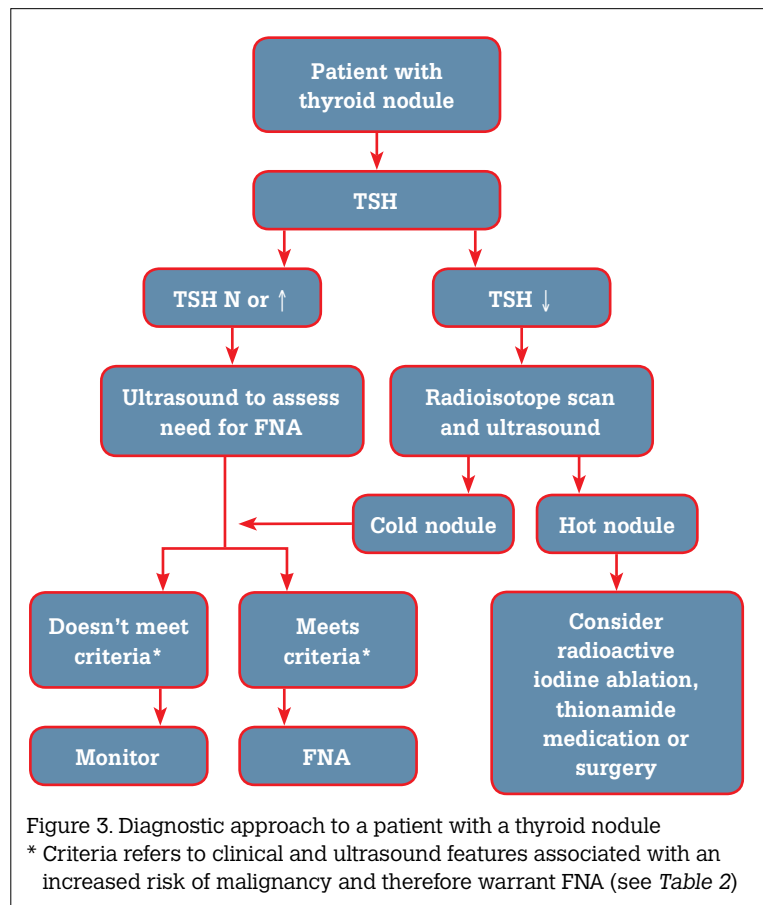 Patient with
thyroid nodule
TSH
TSH N or ↑
TSH ↓
Ultrasound to assess
need for FNA
Radioisotope scan
and ultrasound
Cold nodule
Hot nodule
Doesn't meet
criteria*
Meets
criteria*
Consider
radioactive
iodine ablation,
thionamide
medication or
surgery
Monitor
FNA
Figure 3. Diagnostic approach to a patient with a thyroid nodule
* Criteria refers to clinical and ultrasound features associated with an
increased risk of malignancy and therefore warrant FNA (see Table 2)